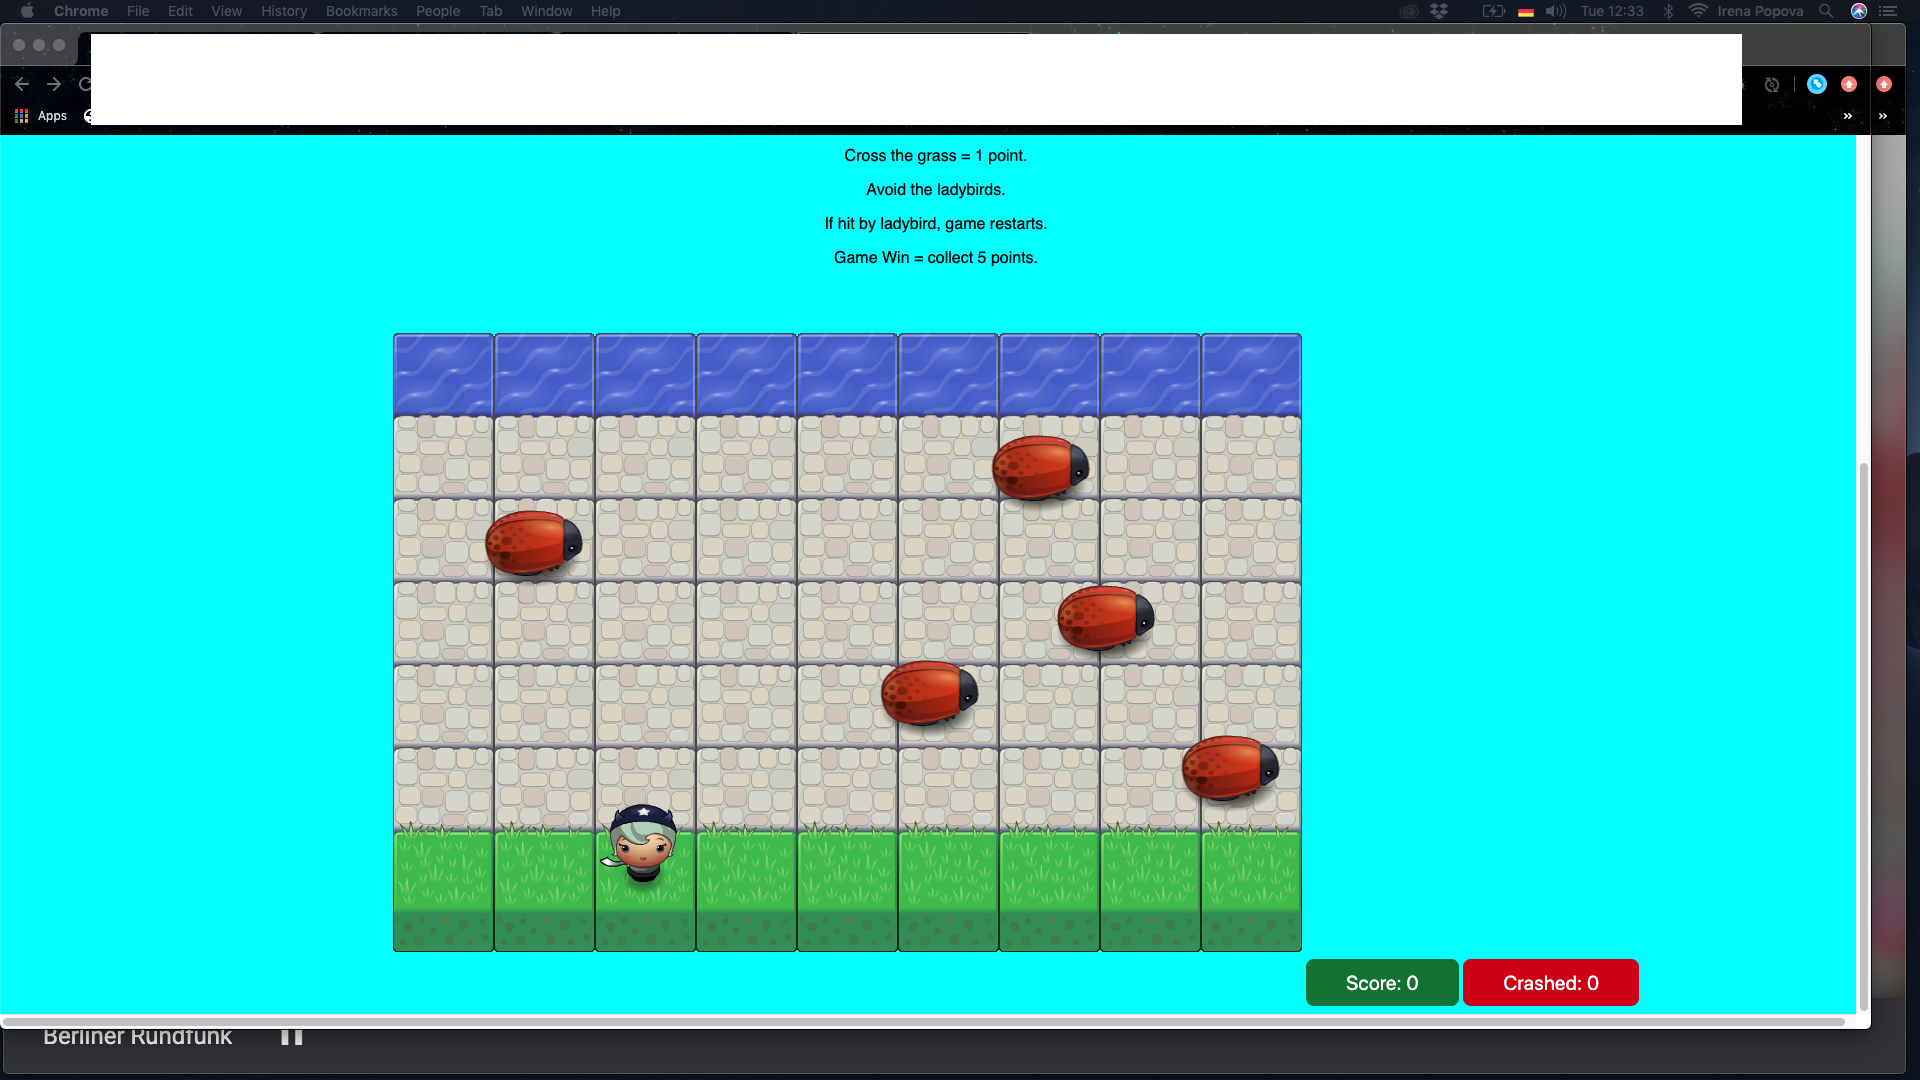 Chrome File Edit View History Bookmarks People Tab Window Help Tue 12:33 Irena Popova
Apps » »
Cross the grass = 1 point.
Avoid the ladybirds.
If hit by ladybird, game restarts.
Game Win = collect 5 points.
Score: 0 Crashed: 0
Berliner Rundfunk